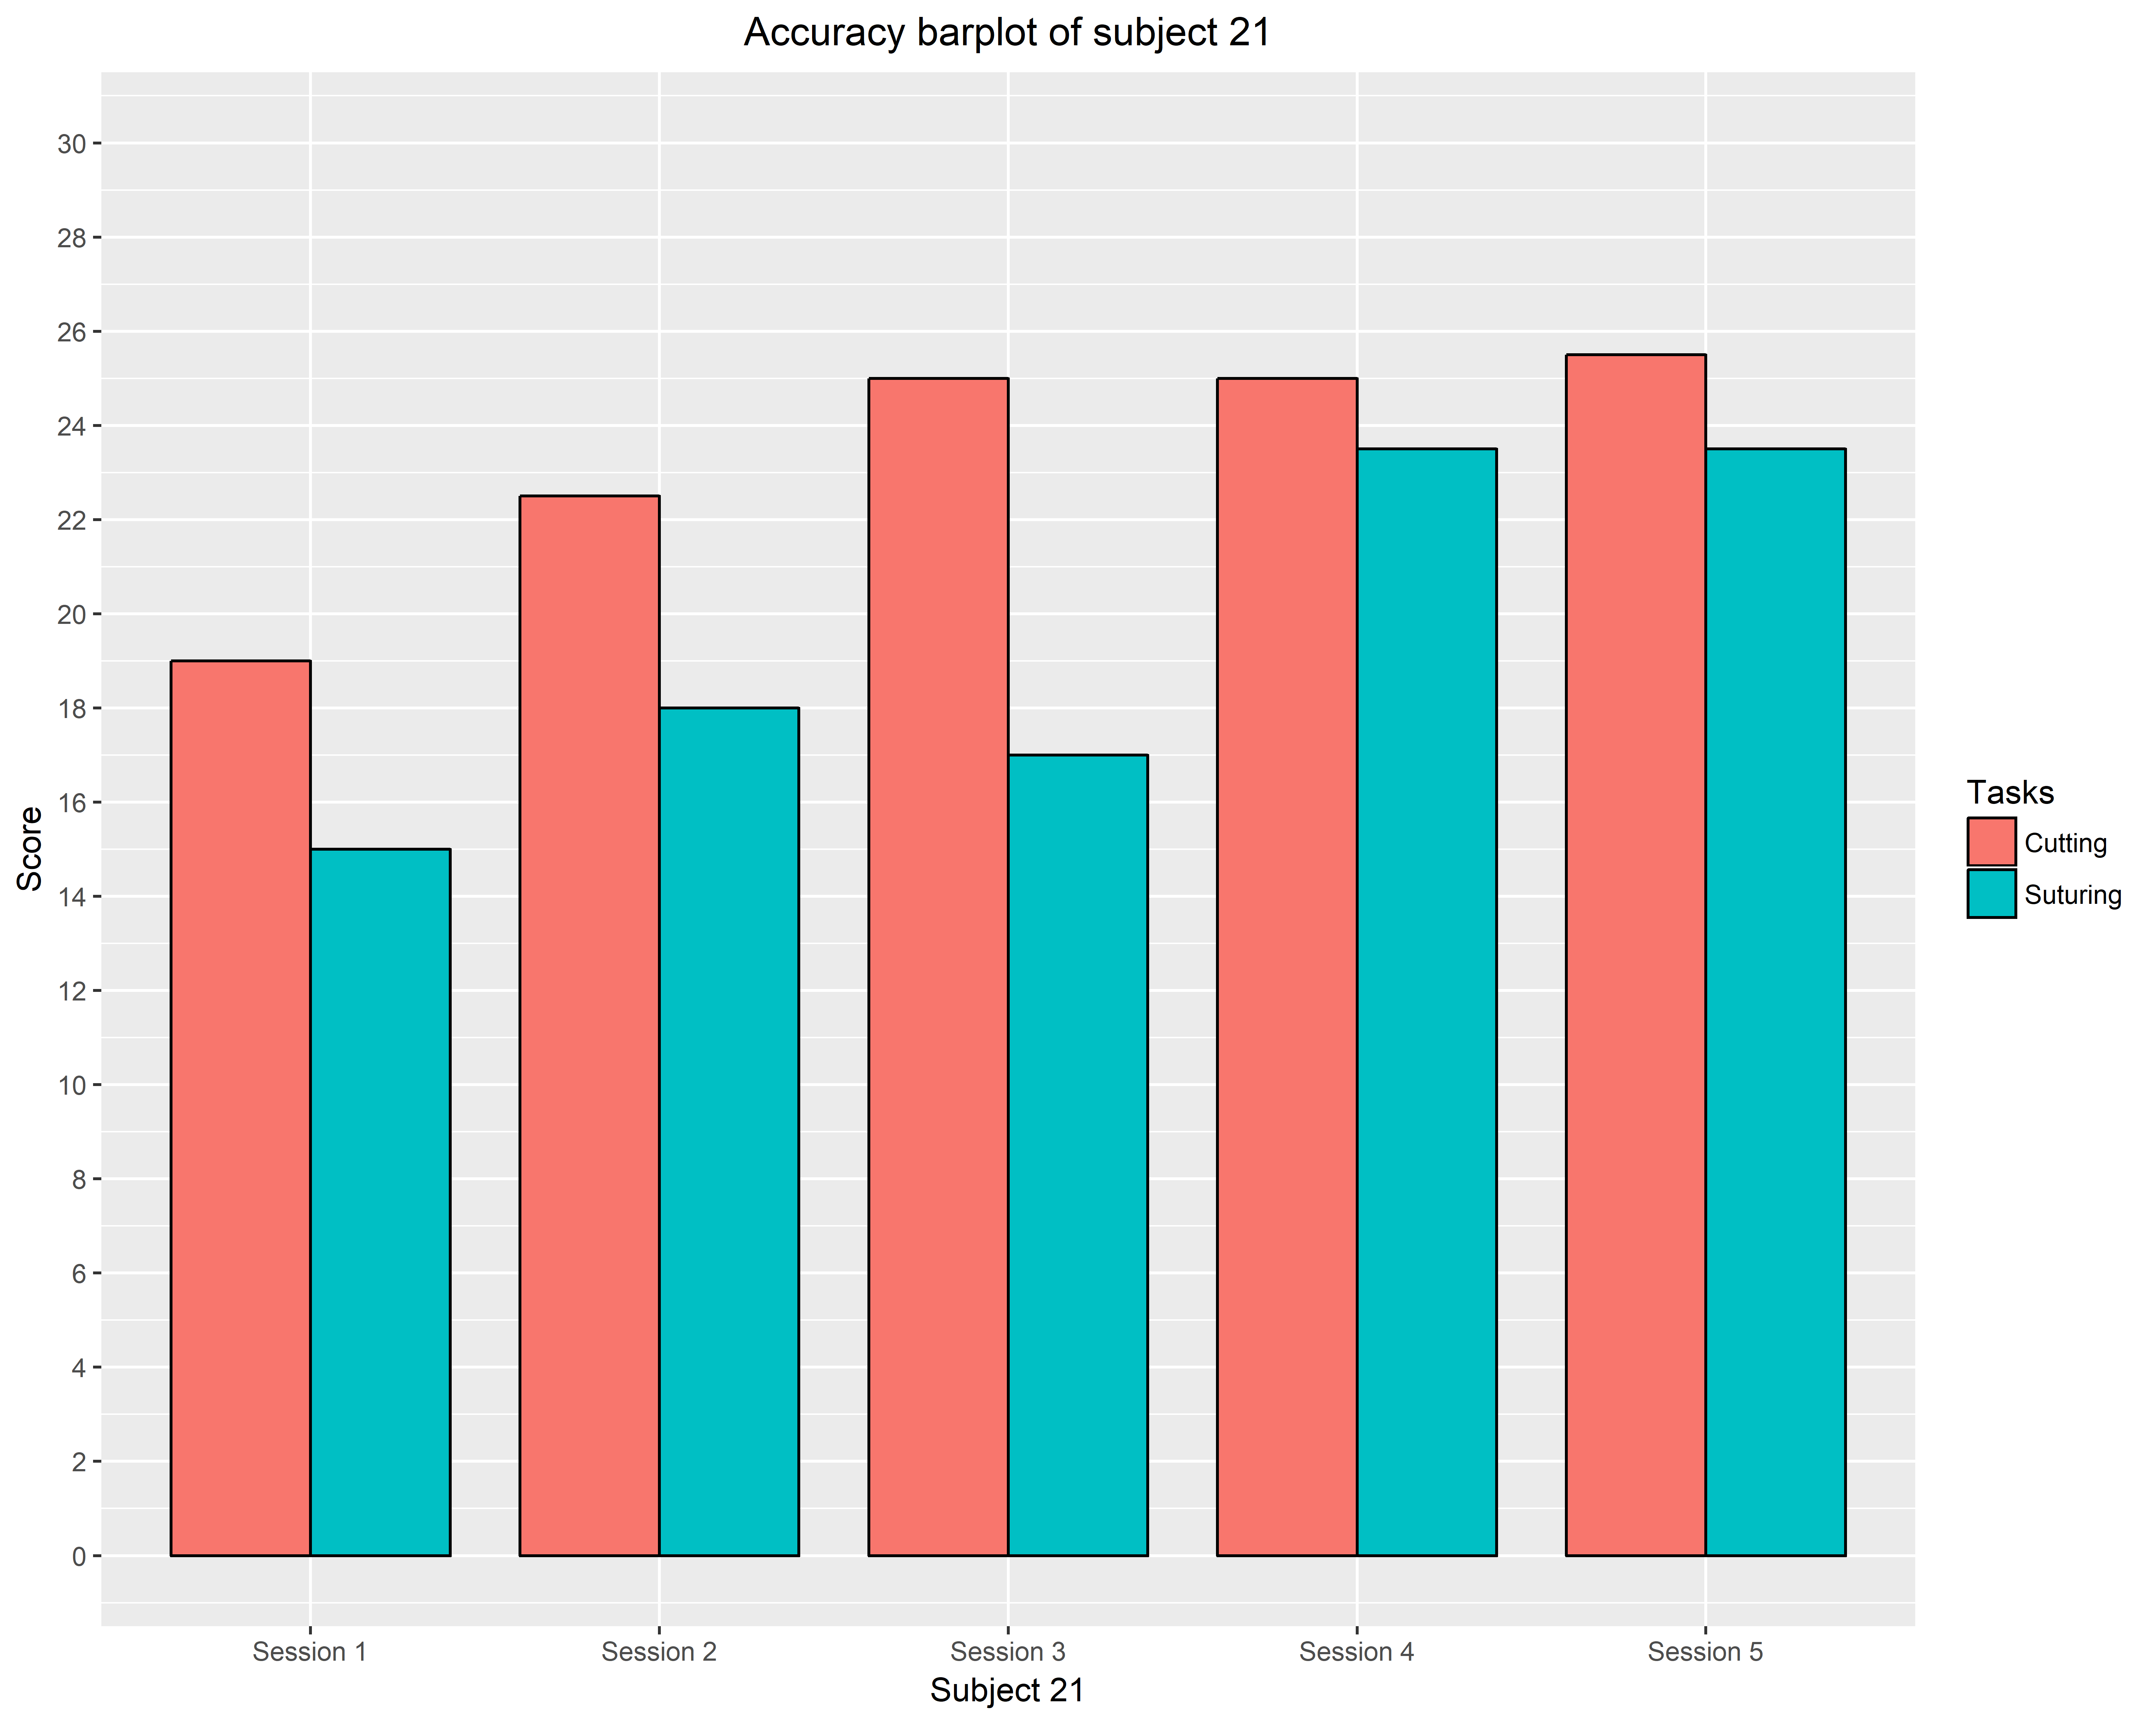 Accuracy barplot of subject 21
30
28
26
24
22
20
18
16
14
12
10
8
6
4
2
0
Score
Session 1 Session 2 Session 3 Session 4 Session 5
Subject 21
Tasks
Cutting
Suturing